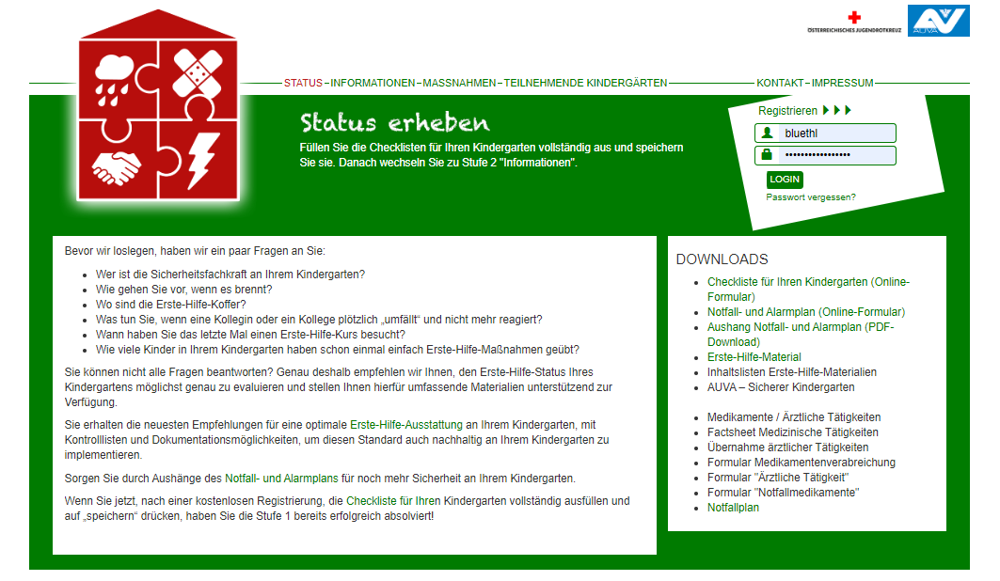 ÖSTERREICHISCHES JUGENDROTKREUZ
AUVA
STATUS – INFORMATIONEN – MASSNAHMEN – TEILNEHMENDE KINDERGÄRTEN
KONTAKT – IMPRESSUM
Status erheben
Füllen Sie die Checklisten für Ihren Kindergarten vollständig aus und speichern
Sie sie. Danach wechseln Sie zu Stufe 2 "Informationen".
Registrieren
bluethl
••••••••••••••••
LOGIN
Passwort vergessen?
Bevor wir loslegen, haben wir ein paar Fragen an Sie:
• Wer ist die Sicherheitsfachkraft an Ihrem Kindergarten?
• Wie gehen Sie vor, wenn es brennt?
• Wo sind die Erste-Hilfe-Koffer?
• Was tun Sie, wenn eine Kollegin oder ein Kollege plötzlich „umfällt“ und nicht mehr reagiert?
• Wann haben Sie das letzte Mal einen Erste-Hilfe-Kurs besucht?
• Wie viele Kinder in Ihrem Kindergarten haben schon einmal einfach Erste-Hilfe-Maßnahmen geübt?
Sie können nicht alle Fragen beantworten? Genau deshalb empfehlen wir Ihnen, den Erste-Hilfe-Status Ihres
Kindergartens möglichst genau zu evaluieren und stellen Ihnen hierfür umfassende Materialien unterstützend zur
Verfügung.
Sie erhalten die neuesten Empfehlungen für eine optimale Erste-Hilfe-Ausstattung an Ihrem Kindergarten, mit
Kontrolllisten und Dokumentationsmöglichkeiten, um diesen Standard auch nachhaltig an Ihrem Kindergarten zu
implementieren.
Sorgen Sie durch Aushänge des Notfall- und Alarmplans für noch mehr Sicherheit an Ihrem Kindergarten.
Wenn Sie jetzt, nach einer kostenlosen Registrierung, die Checkliste für Ihren Kindergarten vollständig ausfüllen und
auf „speichern“ drücken, haben Sie die Stufe 1 bereits erfolgreich absolviert!
DOWNLOADS
• Checkliste für Ihren Kindergarten (Online-
Formular)
• Notfall- und Alarmplan (Online-Formular)
• Aushang Notfall- und Alarmplan (PDF-
Download)
• Erste-Hilfe-Material
• Inhaltslisten Erste-Hilfe-Materialien
• AUVA – Sicherer Kindergarten
• Medikamente / Ärztliche Tätigkeiten
• Factsheet Medizinische Tätigkeiten
• Übernahme ärztlicher Tätigkeiten
• Formular Medikamentenverabreichung
• Formular "Ärztliche Tätigkeit"
• Formular "Notfallmedikamente"
• Notfallplan